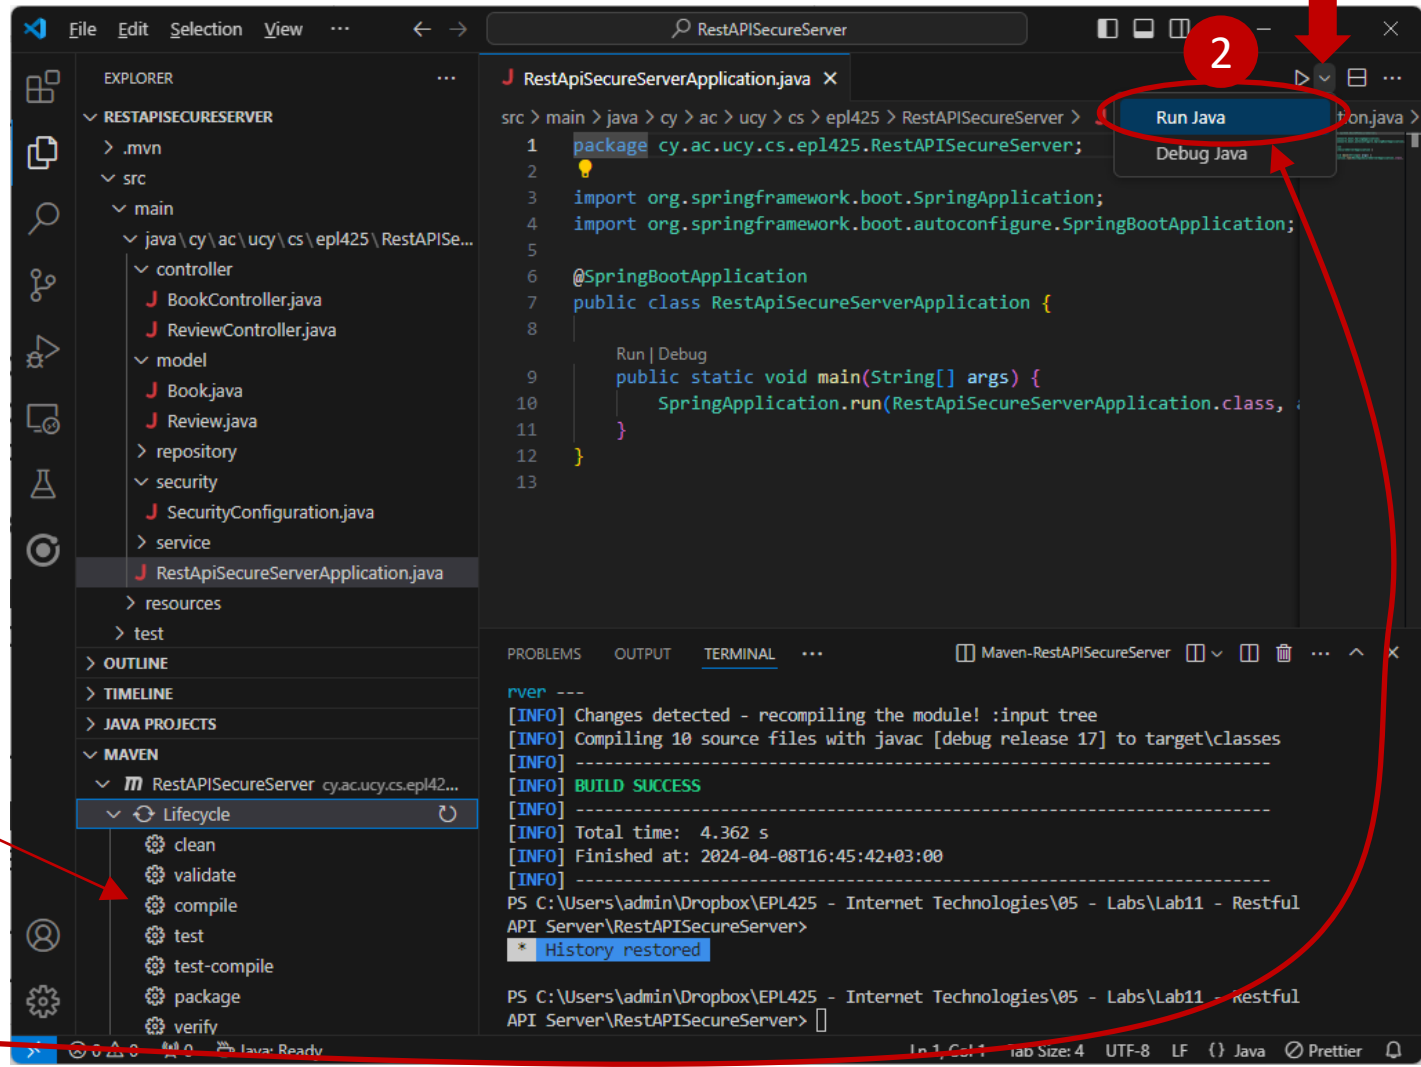 File Edit Selection View ···
RestAPISecureServer
2
EXPLORER
RESTAPISECURESERVER
.mvn
src
main
java\cy\ac\ucy\cs\epl425\RestAPISe...
controller
J BookController.java
J ReviewController.java
model
J Book.java
J Review.java
repository
security
J SecurityConfiguration.java
service
J RestApiSecureServerApplication.java
resources
test
OUTLINE
TIMELINE
JAVA PROJECTS
MAVEN
m RestAPISecureServer cy.ac.ucy.cs.epl42...
Lifecycle
clean
validate
compile
test
test-compile
package
verify
J RestApiSecureServerApplication.java
src > main > java > cy > ac > ucy > cs > epl425 > RestAPISecureServer > J
tion.java >
Run Java
Debug Java
1 package cy.ac.ucy.cs.epl425.RestAPISecureServer;
2
3 import org.springframework.boot.SpringApplication;
4 import org.springframework.boot.autoconfigure.SpringBootApplication;
5
6 @SpringBootApplication
7 public class RestApiSecureServerApplication {
8
Run | Debug
9 public static void main(String[] args) {
10 SpringApplication.run(RestApiSecureServerApplication.class,
11 }
12 }
13
PROBLEMS OUTPUT TERMINAL ···
Maven-RestAPISecureServer
rver ---
[INFO] Changes detected - recompiling the module! :input tree
[INFO] Compiling 10 source files with javac [debug release 17] to target\classes
[INFO] ------------------------------------------------------------------------
[INFO] BUILD SUCCESS
[INFO] ------------------------------------------------------------------------
[INFO] Total time: 4.362 s
[INFO] Finished at: 2024-04-08T16:45:42+03:00
[INFO] ------------------------------------------------------------------------
PS C:\Users\admin\Dropbox\EPL425 - Internet Technologies\05 - Labs\Lab11 - Restful
API Server\RestAPISecureServer>
* History restored
PS C:\Users\admin\Dropbox\EPL425 - Internet Technologies\05 - Labs\Lab11 - Restful
API Server\RestAPISecureServer>
0 0 0 Java: Ready
Ln 1, Col 1 Tab Size: 4 UTF-8 LF {} Java Prettier